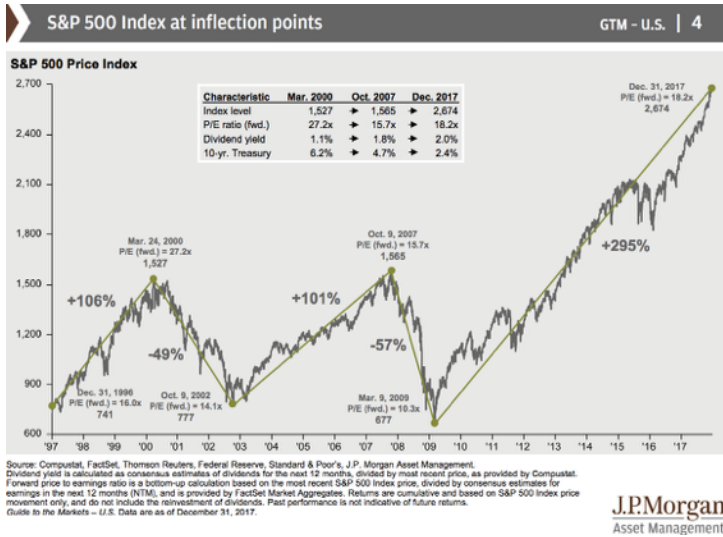 S&P 500 Index at inflection points
GTM – U.S. | 4
S&P 500 Price Index
2,700
2,400
2,100
1,800
1,500
1,200
900
600
Characteristic Mar. 2000 Oct. 2007 Dec. 2017
Index level 1,527 → 1,565 → 2,674
P/E ratio (fwd.) 27.2x → 15.7x → 18.2x
Dividend yield 1.1% → 1.8% → 2.0%
10-yr. Treasury 6.2% → 4.7% → 2.4%
Dec. 31, 2017
P/E (fwd.) = 18.2x
2,674
Mar. 24, 2000
P/E (fwd.) = 27.2x
1,527
Oct. 9, 2007
P/E (fwd.) = 15.7x
1,565
+106%
-49%
+101%
-57%
+295%
Dec. 31, 1996
P/E (fwd.) = 16.0x
741
Oct. 9, 2002
P/E (fwd.) = 14.1x
777
Mar. 9, 2009
P/E (fwd.) = 10.3x
677
'97 '98 '99 '00 '01 '02 '03 '04 '05 '06 '07 '08 '09 '10 '11 '12 '13 '14 '15 '16 '17
Source: Compustat, FactSet, Thomson Reuters, Federal Reserve, Standard & Poor's, J.P. Morgan Asset Management.
Dividend yield is calculated as consensus estimates of dividends for the next 12 months, divided by most recent price, as provided by Compustat.
Forward price to earnings ratio is a bottom-up calculation based on the most recent S&P 500 Index price, divided by consensus estimates for
earnings in the next 12 months (NTM), and is provided by FactSet Market Aggregates. Returns are cumulative and based on S&P 500 Index price
movement only, and do not include the reinvestment of dividends. Past performance is not indicative of future returns.
Guide to the Markets – U.S. Data are as of December 31, 2017.
J.P.Morgan
Asset Management